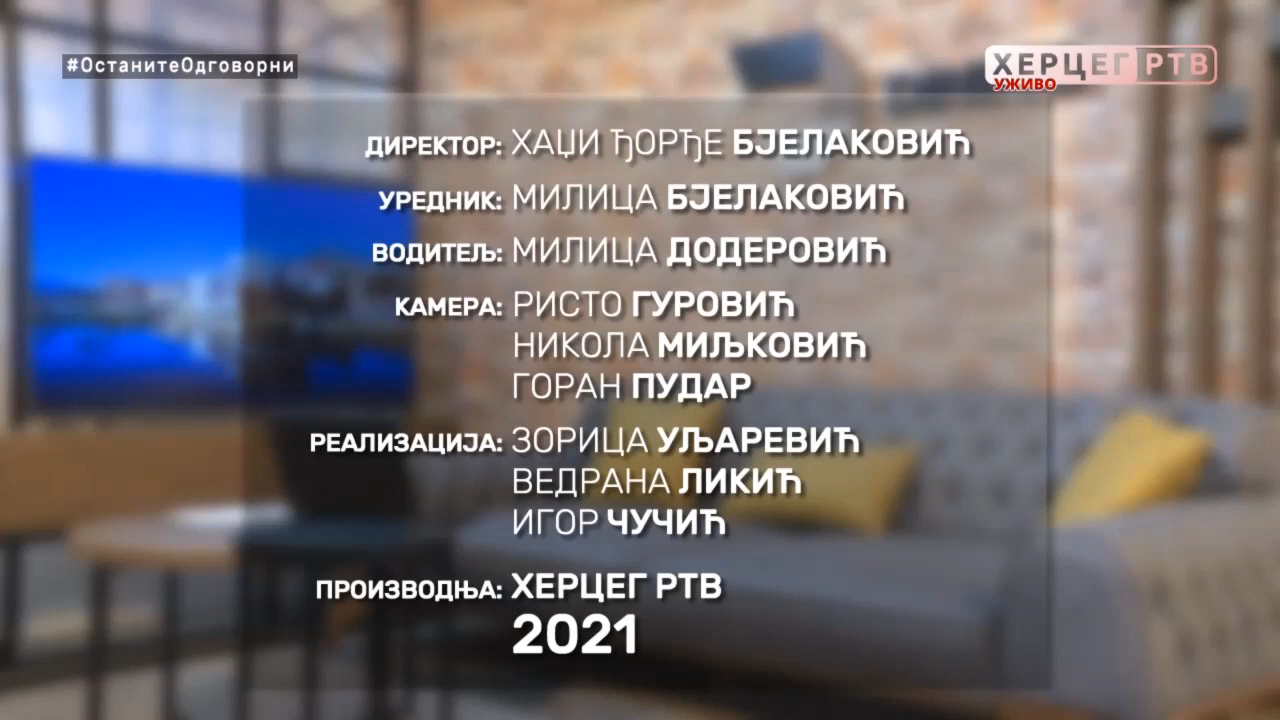 #ОстанитеОдговорни
ХЕРЦЕГ РТВ
УЖИВО
ДИРЕКТОР: ХАЏИ ЂОРЂЕ БЈЕЛАКОВИЋ
УРЕДНИК: МИЛИЦА БЈЕЛАКОВИЋ
ВОДИТЕЉ: МИЛИЦА ДОДЕРОВИЋ
КАМЕРА: РИСТО ГУРОВИЋ
НИКОЛА МИЉКОВИЋ
ГОРАН ПУДАР
РЕАЛИЗАЦИЈА: ЗОРИЦА УЉАРЕВИЋ
ВЕДРАНА ЛИКИЋ
ИГОР ЧУЧИЋ
ПРОИЗВОДЊА: ХЕРЦЕГ РТВ
2021